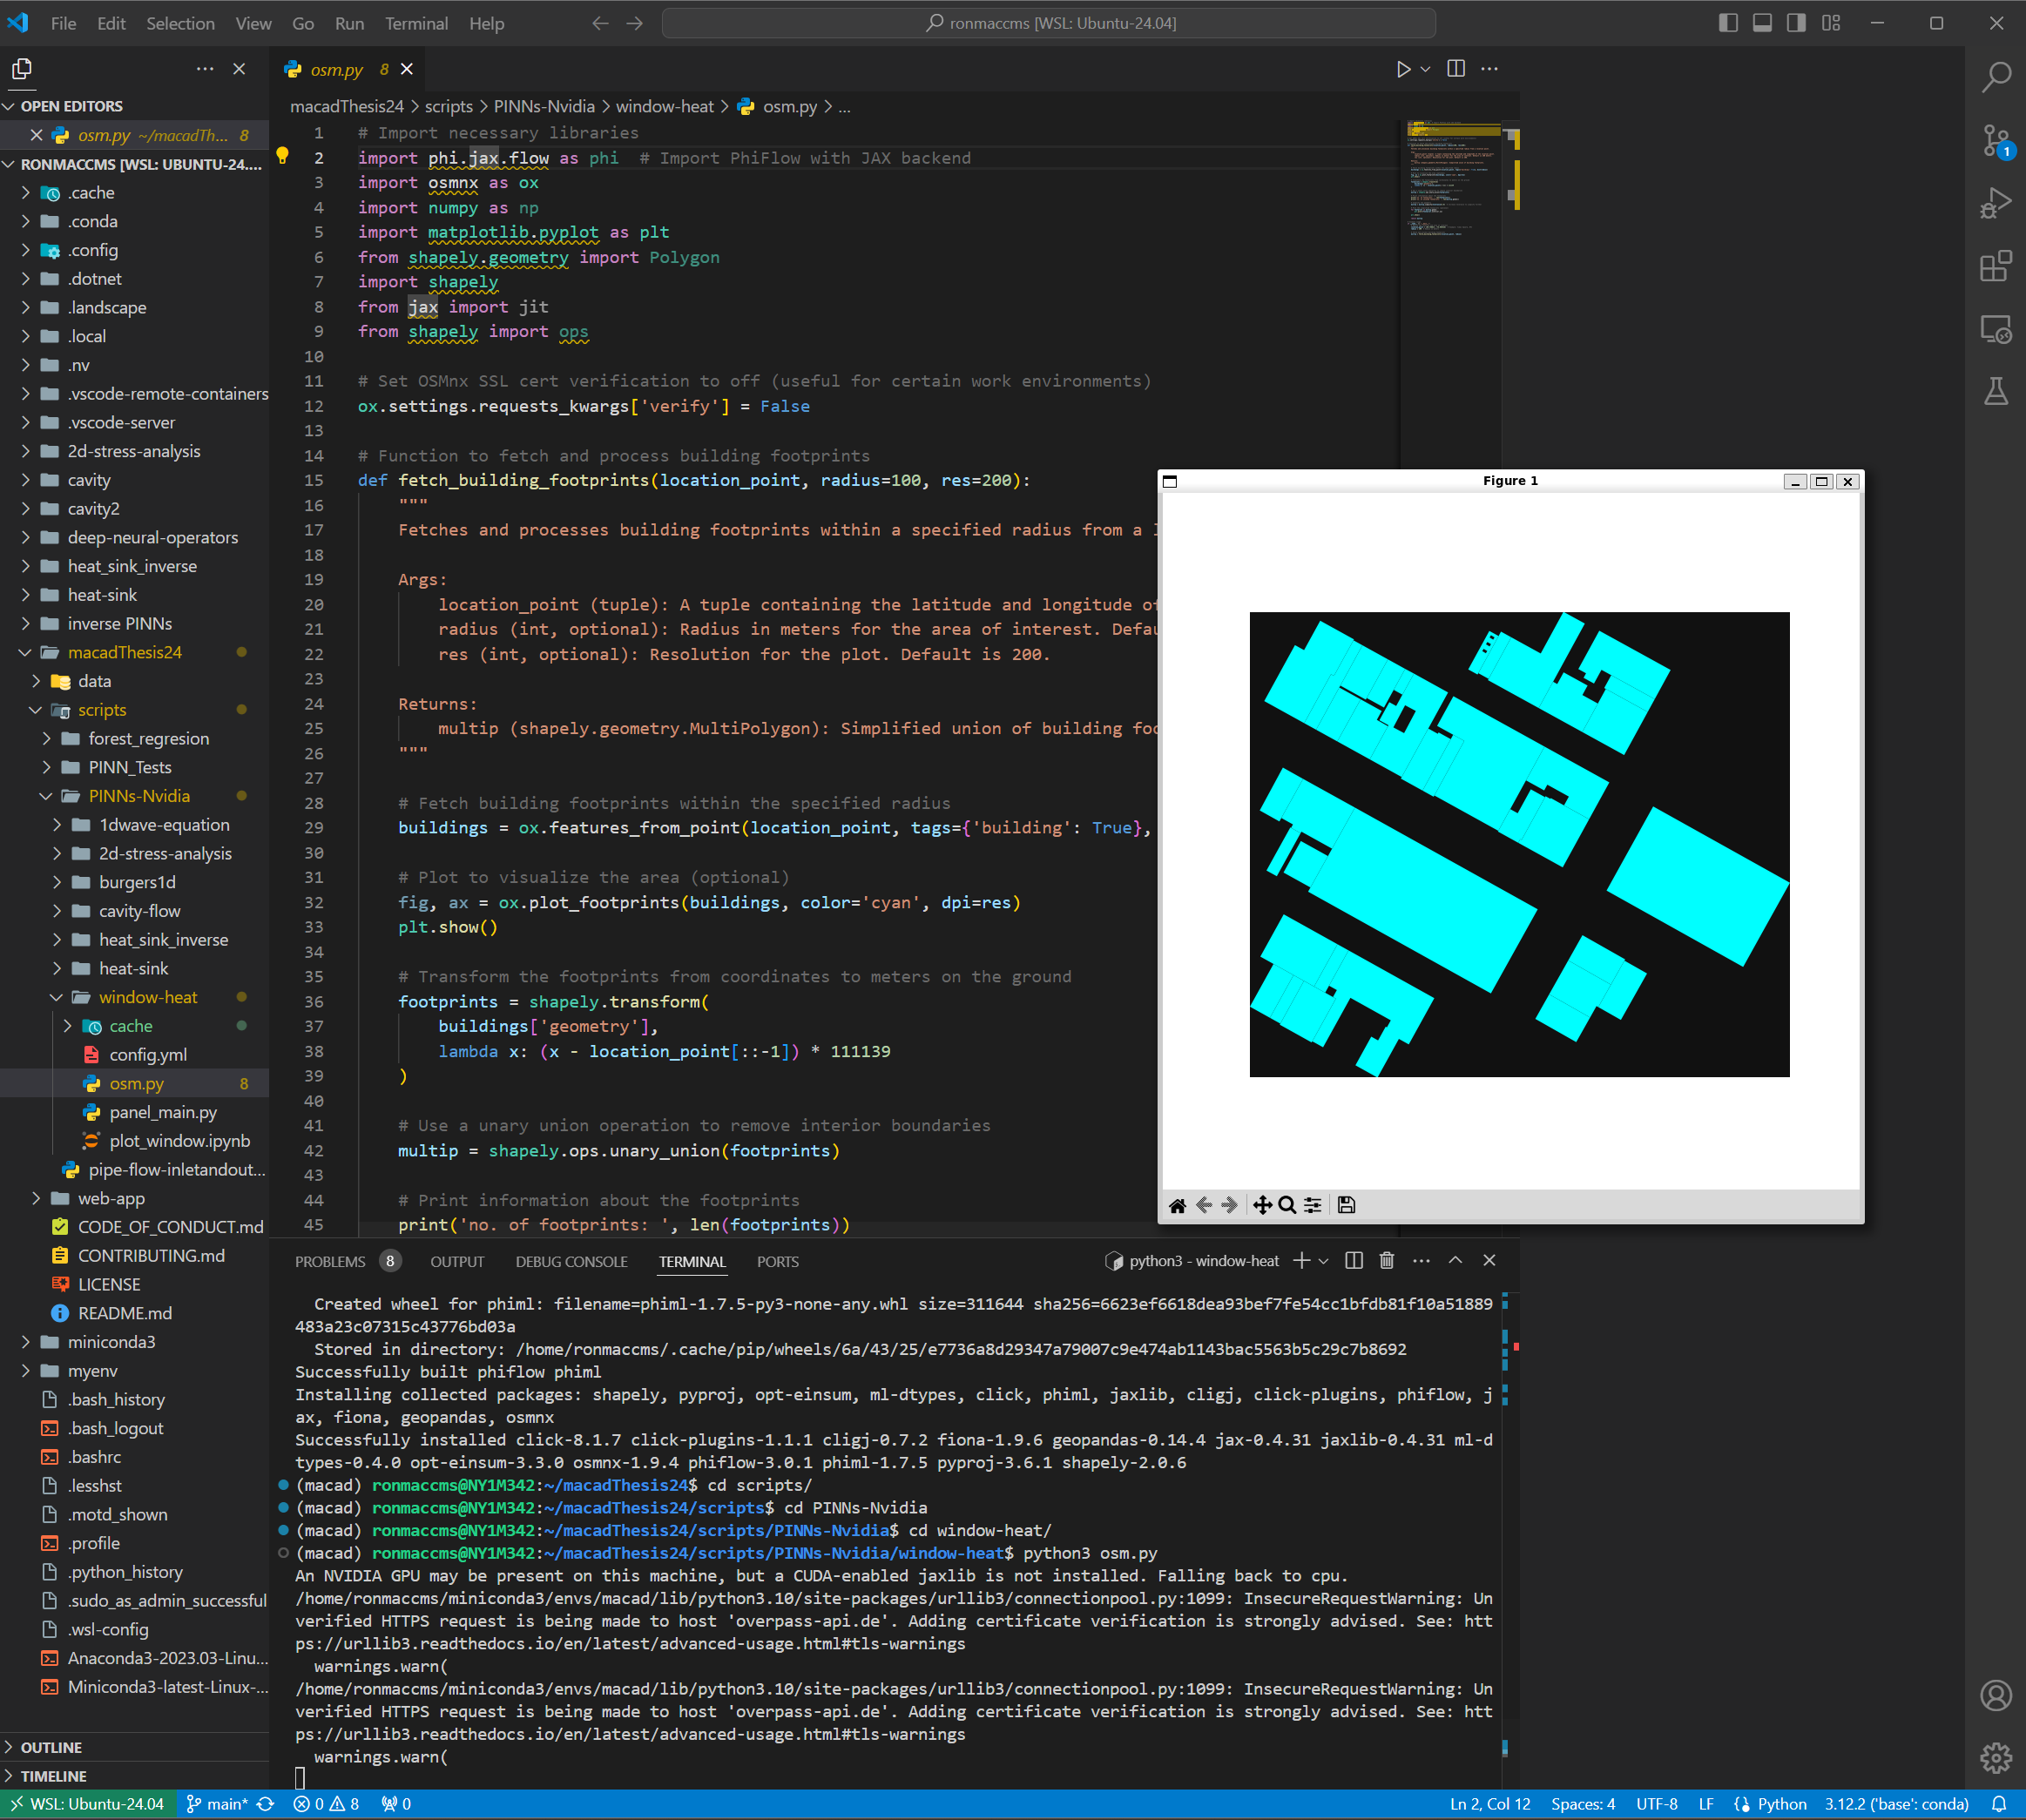 File Edit Selection View Go Run Terminal Help
ronmaccms [WSL: Ubuntu-24.04]
OPEN EDITORS
osm.py ~/macadTh... 8
RONMACCMS [WSL: UBUNTU-24....
.cache
.conda
.config
.dotnet
.landscape
.local
.nv
.vscode-remote-containers
.vscode-server
2d-stress-analysis
cavity
cavity2
deep-neural-operators
heat_sink_inverse
heat-sink
inverse PINNs
macadThesis24
data
scripts
forest_regresion
PINN_Tests
PINNs-Nvidia
1dwave-equation
2d-stress-analysis
burgers1d
cavity-flow
heat_sink_inverse
heat-sink
window-heat
cache
config.yml
osm.py 8
panel_main.py
plot_window.ipynb
pipe-flow-inletandout...
web-app
CODE_OF_CONDUCT.md
CONTRIBUTING.md
LICENSE
README.md
miniconda3
myenv
.bash_history
.bash_logout
.bashrc
.lesshst
.motd_shown
.profile
.python_history
.sudo_as_admin_successful
.wsl-config
Anaconda3-2023.03-Linu...
Miniconda3-latest-Linux-...
OUTLINE
TIMELINE
osm.py 8
macadThesis24 > scripts > PINNs-Nvidia > window-heat > osm.py > ...
1 # Import necessary libraries
2 import phi.jax.flow as phi # Import PhiFlow with JAX backend
3 import osmnx as ox
4 import numpy as np
5 import matplotlib.pyplot as plt
6 from shapely.geometry import Polygon
7 import shapely
8 from jax import jit
9 from shapely import ops
10
11 # Set OSMnx SSL cert verification to off (useful for certain work environments)
12 ox.settings.requests_kwargs['verify'] = False
13
14 # Function to fetch and process building footprints
15 def fetch_building_footprints(location_point, radius=100, res=200):
16 """
17 Fetches and processes building footprints within a specified radius from a
18
19 Args:
20 location_point (tuple): A tuple containing the latitude and longitude
21 radius (int, optional): Radius in meters for the area of interest.
22 res (int, optional): Resolution for the plot. Default is 200.
23
24 Returns:
25 multip (shapely.geometry.MultiPolygon): Simplified union of building
26 """
27
28 # Fetch building footprints within the specified radius
29 buildings = ox.features_from_point(location_point, tags={'building': True},
30
31 # Plot to visualize the area (optional)
32 fig, ax = ox.plot_footprints(buildings, color='cyan', dpi=res)
33 plt.show()
34
35 # Transform the footprints from coordinates to meters on the ground
36 footprints = shapely.transform(
37 buildings['geometry'],
38 lambda x: (x - location_point[::-1]) * 111139
39 )
40
41 # Use a unary union operation to remove interior boundaries
42 multip = shapely.ops.unary_union(footprints)
43
44 # Print information about the footprints
45 print('no. of footprints: ', len(footprints))
Figure 1
1
PROBLEMS 8 OUTPUT DEBUG CONSOLE TERMINAL PORTS python3 - window-heat
Created wheel for phiml: filename=phiml-1.7.5-py3-none-any.whl size=311644 sha256=6623ef6618dea93bef7fe54cc1bfdb81f10a51889
483a23c07315c43776bd03a
Stored in directory: /home/ronmaccms/.cache/pip/wheels/6a/43/25/e7736a8d29347a79007c9e474ab1143bac5563b5c29c7b8692
Successfully built phiflow phiml
Installing collected packages: shapely, pyproj, opt-einsum, ml-dtypes, click, phiml, jaxlib, cligj, click-plugins, phiflow, j
ax, fiona, geopandas, osmnx
Successfully installed click-8.1.7 click-plugins-1.1.1 cligj-0.7.2 fiona-1.9.6 geopandas-0.14.4 jax-0.4.31 jaxlib-0.4.31 ml-d
types-0.4.0 opt-einsum-3.3.0 osmnx-1.9.4 phiflow-3.0.1 phiml-1.7.5 pyproj-3.6.1 shapely-2.0.6
(macad) ronmaccms@NY1M342:~/macadThesis24$ cd scripts/
(macad) ronmaccms@NY1M342:~/macadThesis24/scripts$ cd PINNs-Nvidia
(macad) ronmaccms@NY1M342:~/macadThesis24/scripts/PINNs-Nvidia$ cd window-heat/
(macad) ronmaccms@NY1M342:~/macadThesis24/scripts/PINNs-Nvidia/window-heat$ python3 osm.py
An NVIDIA GPU may be present on this machine, but a CUDA-enabled jaxlib is not installed. Falling back to cpu.
/home/ronmaccms/miniconda3/envs/macad/lib/python3.10/site-packages/urllib3/connectionpool.py:1099: InsecureRequestWarning: Un
verified HTTPS request is being made to host 'overpass-api.de'. Adding certificate verification is strongly advised. See: htt
ps://urllib3.readthedocs.io/en/latest/advanced-usage.html#tls-warnings
warnings.warn(
/home/ronmaccms/miniconda3/envs/macad/lib/python3.10/site-packages/urllib3/connectionpool.py:1099: InsecureRequestWarning: Un
verified HTTPS request is being made to host 'overpass-api.de'. Adding certificate verification is strongly advised. See: htt
ps://urllib3.readthedocs.io/en/latest/advanced-usage.html#tls-warnings
warnings.warn(
WSL: Ubuntu-24.04 main* 0 8 0 Ln 2, Col 12 Spaces: 4 UTF-8 LF Python 3.12.2 ('base': conda)